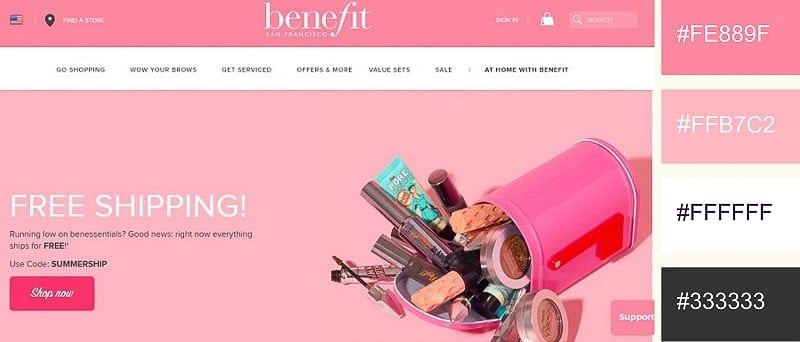 FIND A STORE
benefit
SAN FRANCISCO
SIGN IN
SEARCH
GO SHOPPING
WOW YOUR BROWS
GET SERVICED
OFFERS & MORE
VALUE SETS
SALE
AT HOME WITH BENEFIT
FREE SHIPPING!
Running low on benessentials? Good news: right now everything
ships for FREE!*
Use Code: SUMMERSHIP
Shop now
PORE
Support
#FE889F
#FFB7C2
#FFFFFF
#333333